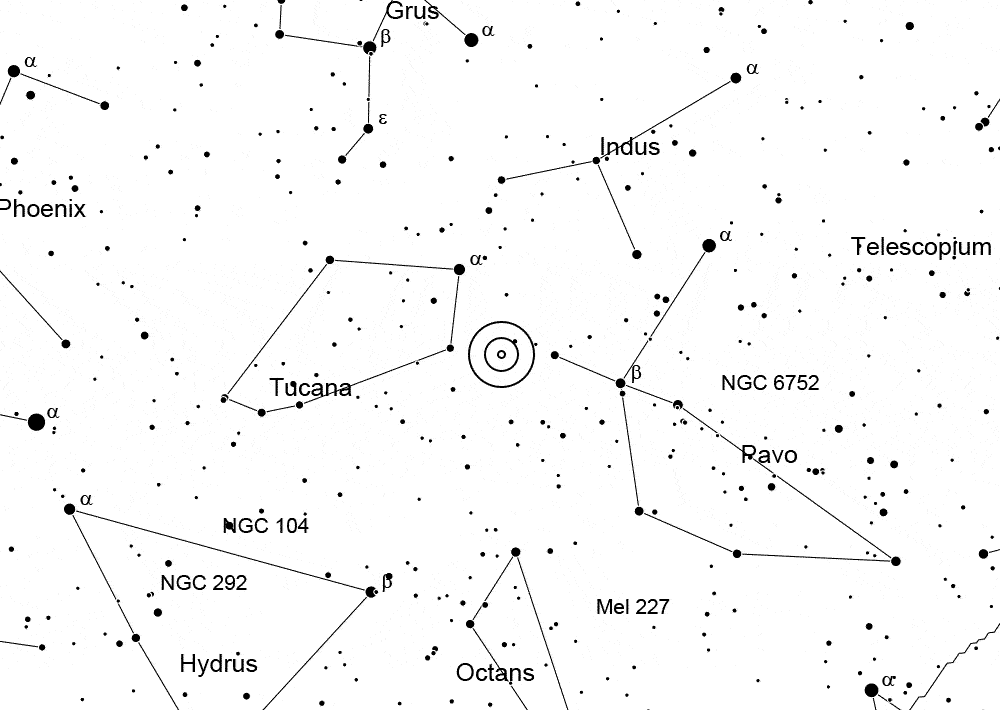 Grus
α
β
α
α
ε
Indus
Phoenix
α
Telescopium
α
β
NGC 6752
Tucana
α
Pavo
α
NGC 104
NGC 292
β
Mel 227
Hydrus
Octans
α